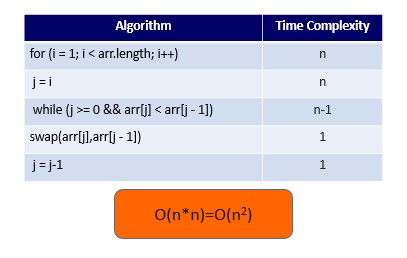 Algorithm Time Complexity
for (i = 1; i < arr.length; i++) n
j = i n
while (j >= 0 && arr[j] < arr[j - 1]) n-1
swap(arr[j],arr[j - 1]) 1
j = j-1 1
O(n*n)=O(n²)